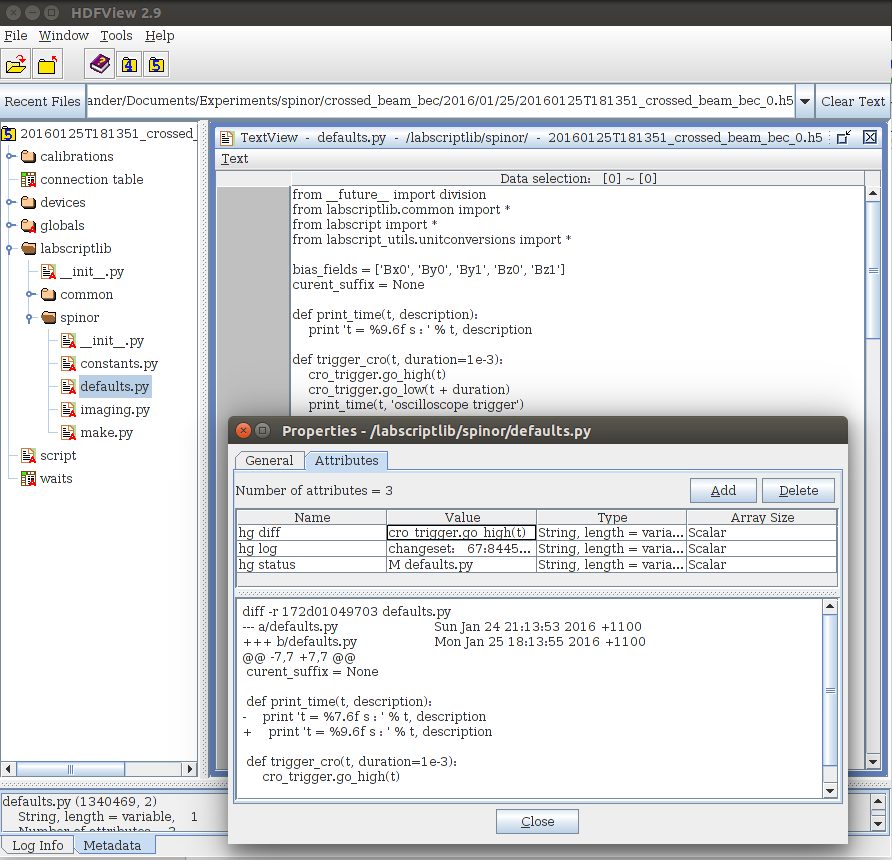 HDFView 2.9
File Window Tools Help
4 5
Recent Files ander/Documents/Experiments/spinor/crossed_beam_bec/2016/01/25/20160125T181351_crossed_beam_bec_0.h5 Clear Text
5 20160125T181351_crossed_
calibrations
connection table
devices
globals
labscriptlib
__init__.py
common
spinor
__init__.py
constants.py
defaults.py
imaging.py
make.py
script
waits
TextView - defaults.py - /labscriptlib/spinor/ - 20160125T181351_crossed_beam_bec_0.h5
Text
Data selection: [0] ~ [0]
from __future__ import division
from labscriptlib.common import *
from labscript import *
from labscript_utils.unitconversions import *
bias_fields = ['Bx0', 'By0', 'By1', 'Bz0', 'Bz1']
curent_suffix = None
def print_time(t, description):
print 't = %9.6f s : ' % t, description
def trigger_cro(t, duration=1e-3):
cro_trigger.go_high(t)
cro_trigger.go_low(t + duration)
print_time(t, 'oscilloscope trigger')
Properties - /labscriptlib/spinor/defaults.py
General Attributes
Number of attributes = 3 Add Delete
Name Value Type Array Size
hg diff cro_trigger.go_high(t) String, length = varia... Scalar
hg log changeset: 67:8445... String, length = varia... Scalar
hg status M defaults.py String, length = varia... Scalar
diff -r 172d01049703 defaults.py
--- a/defaults.py Sun Jan 24 21:13:53 2016 +1100
+++ b/defaults.py Mon Jan 25 18:13:55 2016 +1100
@@ -7,7 +7,7 @@
curent_suffix = None
def print_time(t, description):
- print 't = %7.6f s : ' % t, description
+ print 't = %9.6f s : ' % t, description
def trigger_cro(t, duration=1e-3):
cro_trigger.go_high(t)
Close
defaults.py (1340469, 2)
String, length = variable, 1
Number of attributes = 3
Log Info Metadata